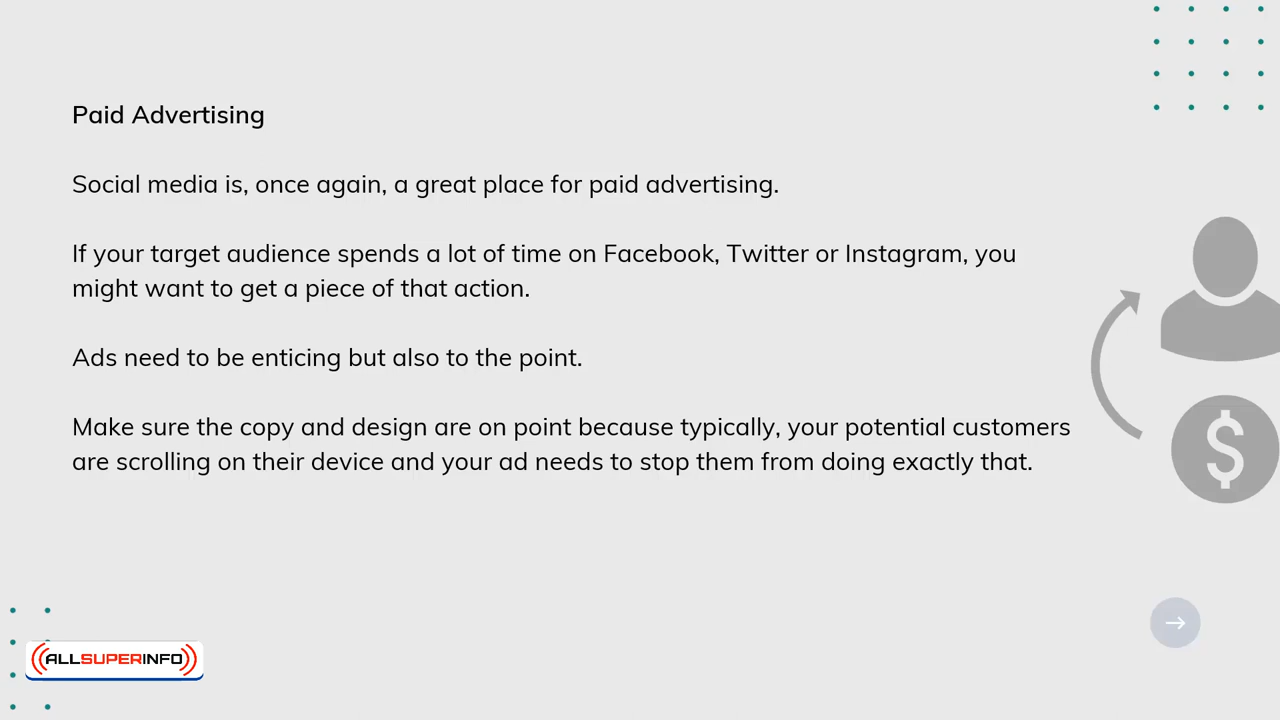 Paid Advertising
Social media is, once again, a great place for paid advertising.
If your target audience spends a lot of time on Facebook, Twitter or Instagram, you
might want to get a piece of that action.
Ads need to be enticing but also to the point.
Make sure the copy and design are on point because typically, your potential customers
are scrolling on their device and your ad needs to stop them from doing exactly that.
$
ALLSUPERINFO